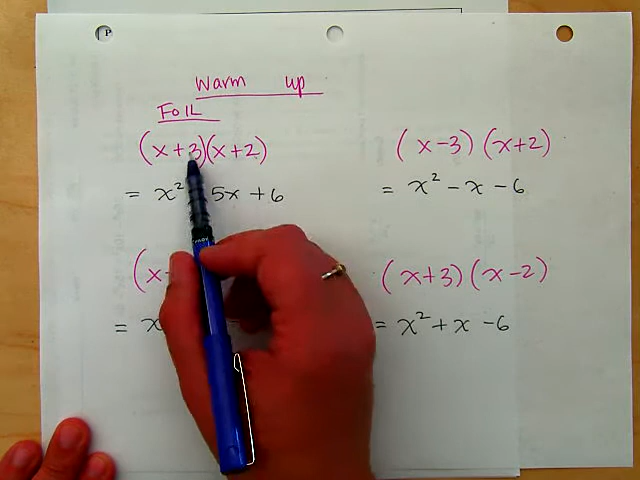 Warm up
FOIL
(x+3)(x+2)
= x² 5x + 6
(x-3)(x+2)
= x² - x - 6
(x
= x
(x+3)(x-2)
= x² + x - 6